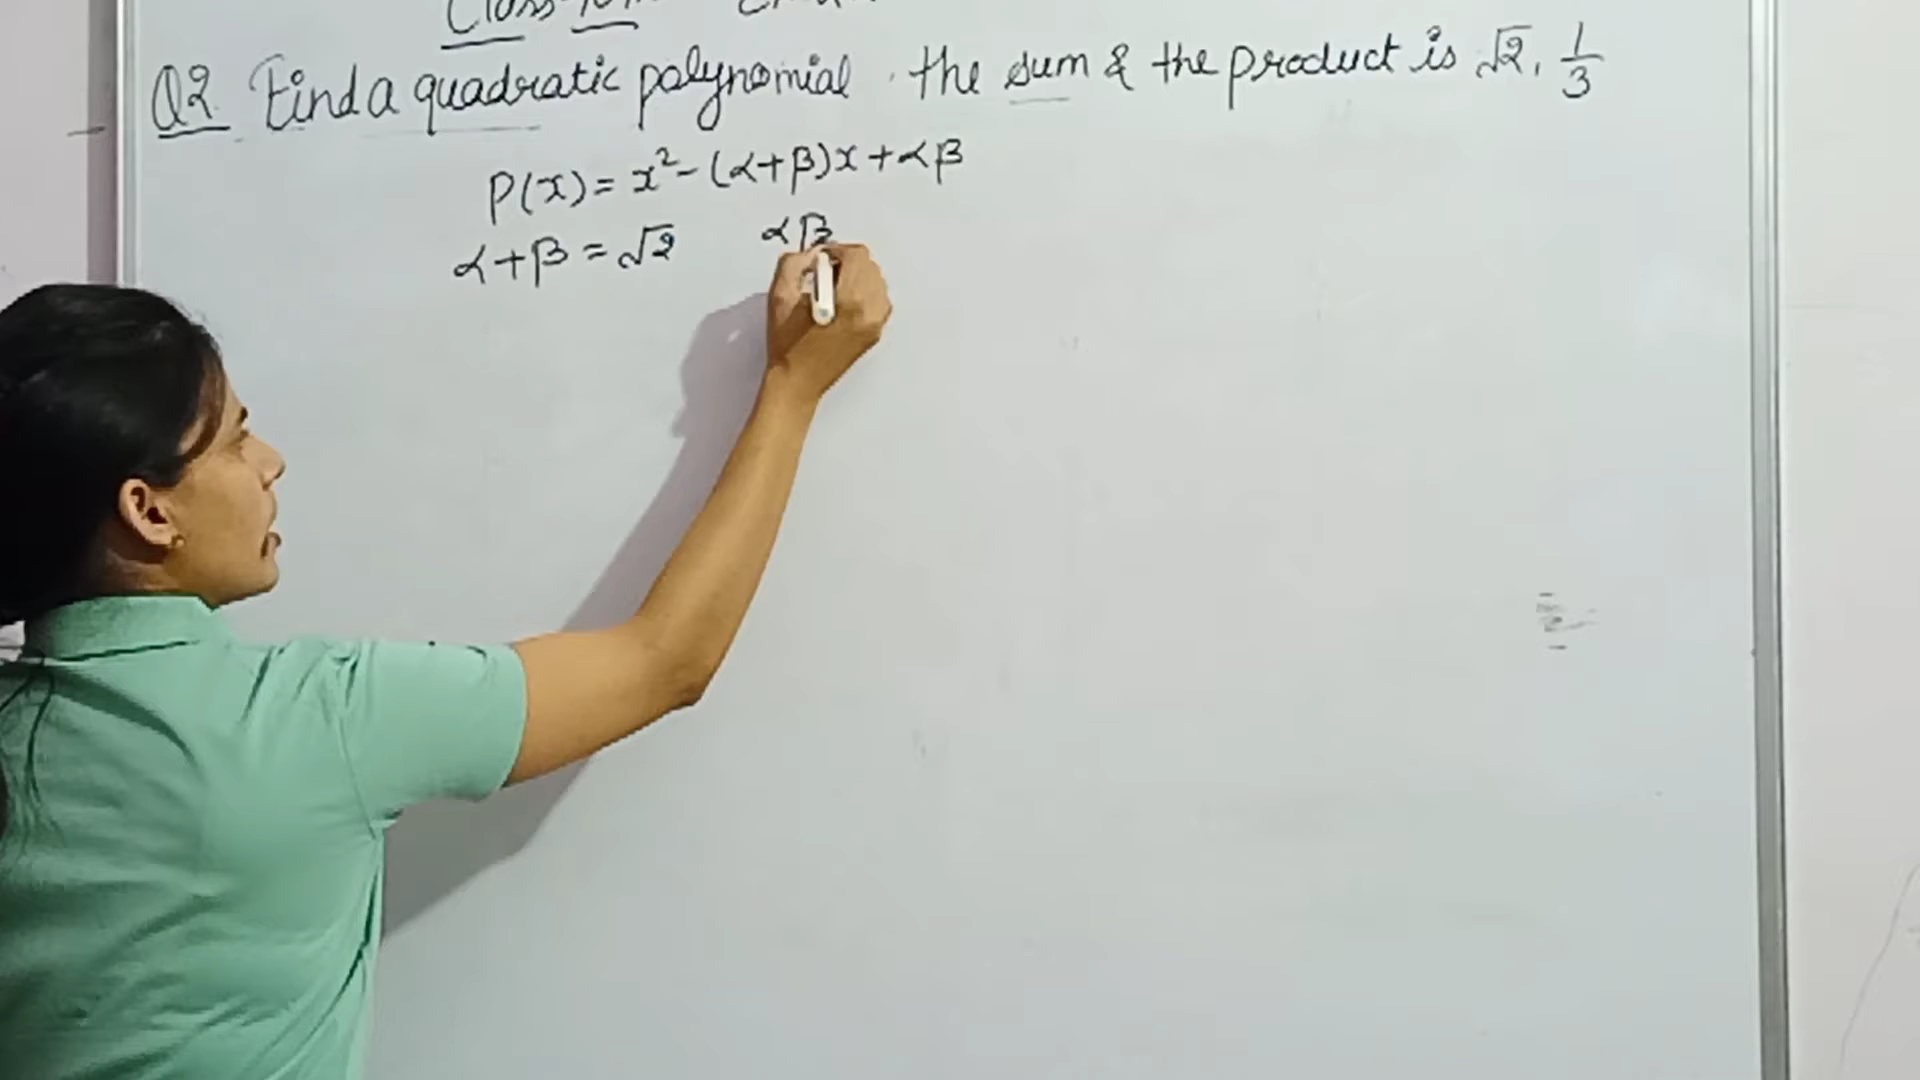 Class
Q2. Find a quadratic polynomial. the sum & the product is √2, 1/3
P(x) = x² - (α+β)x + αβ
α+β = √2 αβ